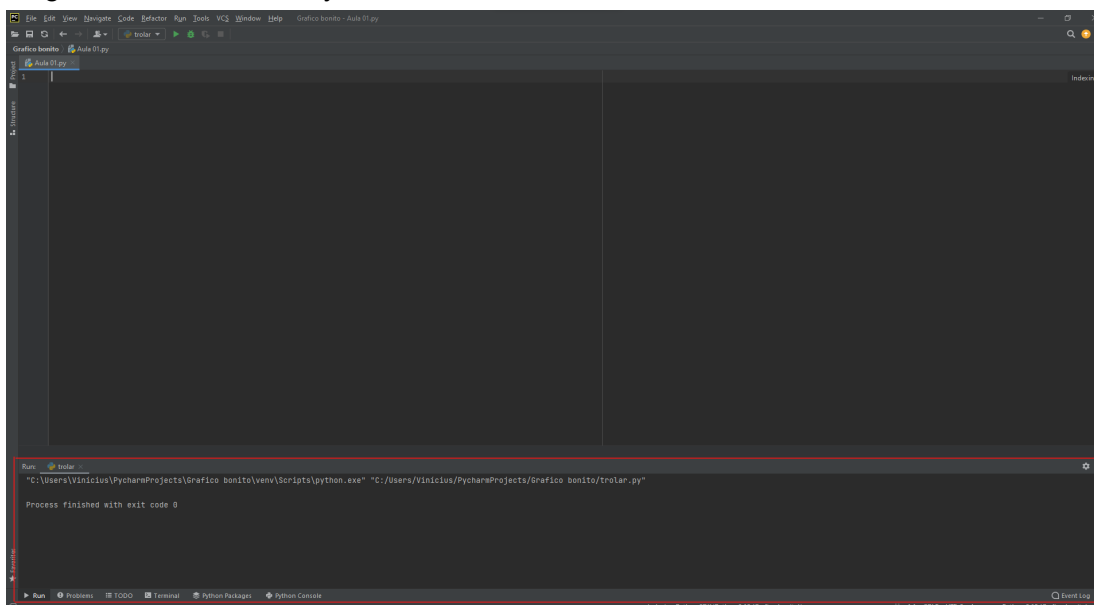 File Edit View Navigate Code Refactor Run Tools VCS Window Help Grafico bonito - Aula 01.py
trolar
Grafico bonito Aula 01.py
Project
Aula 01.py
1
Indexin
Structure
Run: trolar
"C:\Users\Vinicius\PycharmProjects\Grafico bonito\venv\Scripts\python.exe" "C:/Users/Vinicius/PycharmProjects/Grafico bonito/trolar.py"
Process finished with exit code 0
Favorites
Run Problems TODO Terminal Python Packages Python Console Event Log